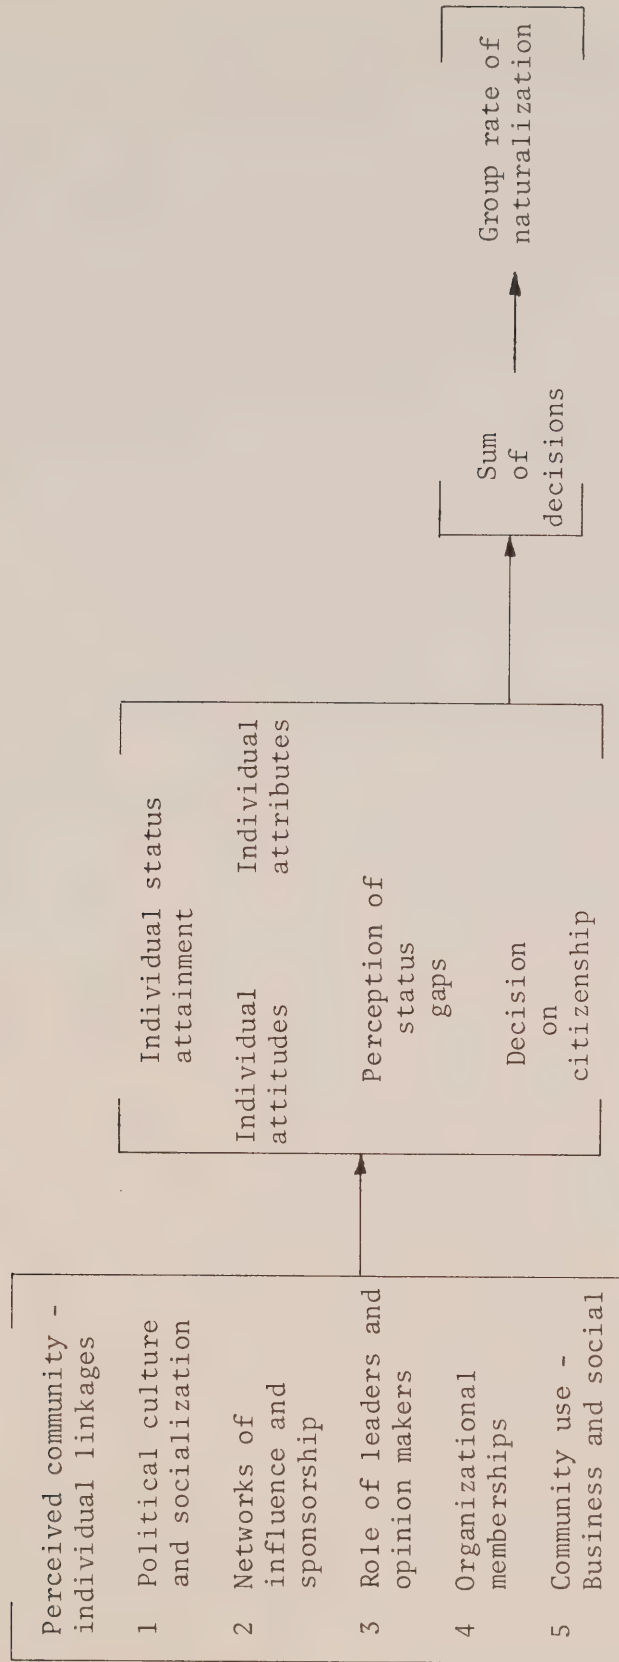 Perceived community -
individual linkages
1 Political culture
and socialization
2 Networks of
influence and
sponsorship
3 Role of leaders and
opinion makers
4 Organizational
memberships
5 Community use -
Business and social
Individual status
attainment
Individual
attitudes
Individual
attributes
Perception of
status
gaps
Decision
on
citizenship
Sum
of
decisions
Group rate of
naturalization